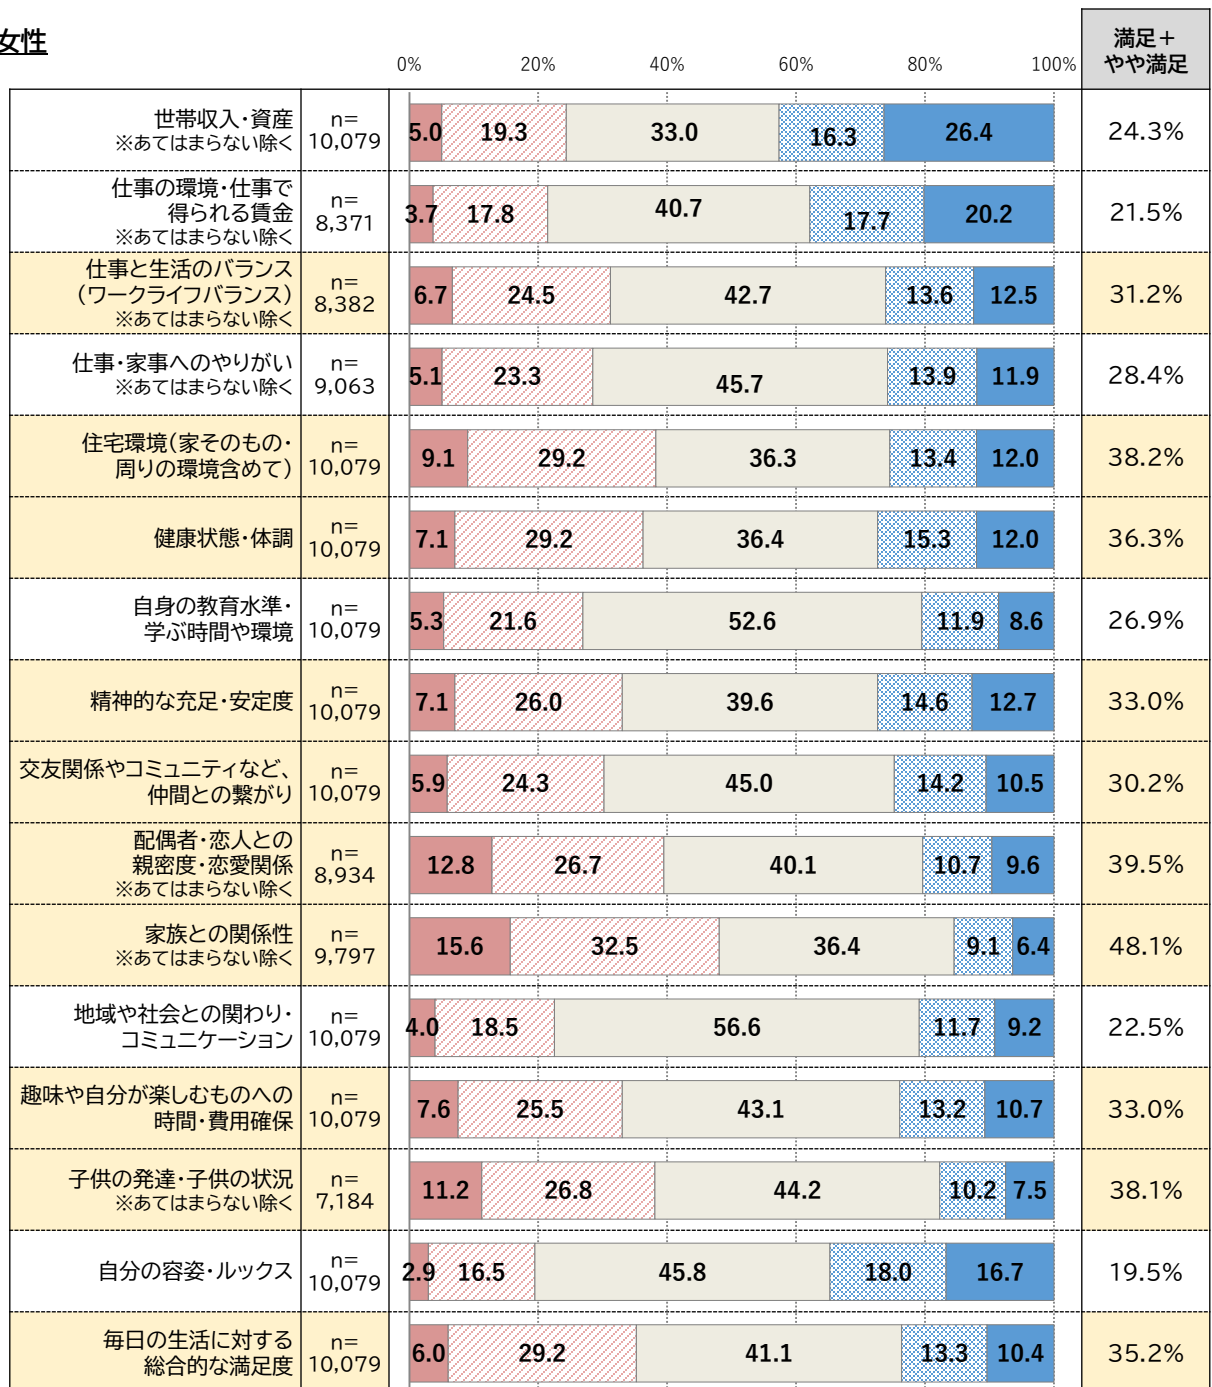 女性
満足＋
やや満足
0% 20% 40% 60% 80% 100%
世帯収入・資産
※あてはまらない除く
n=
10,079
5.0 19.3 33.0 16.3 26.4
24.3%
仕事の環境・仕事で
得られる賃金
※あてはまらない除く
n=
8,371
3.7 17.8 40.7 17.7 20.2
21.5%
仕事と生活のバランス
（ワークライフバランス）
※あてはまらない除く
n=
8,382
6.7 24.5 42.7 13.6 12.5
31.2%
仕事・家事へのやりがい
※あてはまらない除く
n=
9,063
5.1 23.3 45.7 13.9 11.9
28.4%
住宅環境（家そのもの・
周りの環境含めて）
n=
10,079
9.1 29.2 36.3 13.4 12.0
38.2%
健康状態・体調
n=
10,079
7.1 29.2 36.4 15.3 12.0
36.3%
自身の教育水準・
学ぶ時間や環境
n=
10,079
5.3 21.6 52.6 11.9 8.6
26.9%
精神的な充足・安定度
n=
10,079
7.1 26.0 39.6 14.6 12.7
33.0%
交友関係やコミュニティなど、
仲間との繋がり
n=
10,079
5.9 24.3 45.0 14.2 10.5
30.2%
配偶者・恋人との
親密度・恋愛関係
※あてはまらない除く
n=
8,934
12.8 26.7 40.1 10.7 9.6
39.5%
家族との関係性
※あてはまらない除く
n=
9,797
15.6 32.5 36.4 9.1 6.4
48.1%
地域や社会との関わり・
コミュニケーション
n=
10,079
4.0 18.5 56.6 11.7 9.2
22.5%
趣味や自分が楽しむものへの
時間・費用確保
n=
10,079
7.6 25.5 43.1 13.2 10.7
33.0%
子供の発達・子供の状況
※あてはまらない除く
n=
7,184
11.2 26.8 44.2 10.2 7.5
38.1%
自分の容姿・ルックス
n=
10,079
2.9 16.5 45.8 18.0 16.7
19.5%
毎日の生活に対する
総合的な満足度
n=
10,079
6.0 29.2 41.1 13.3 10.4
35.2%